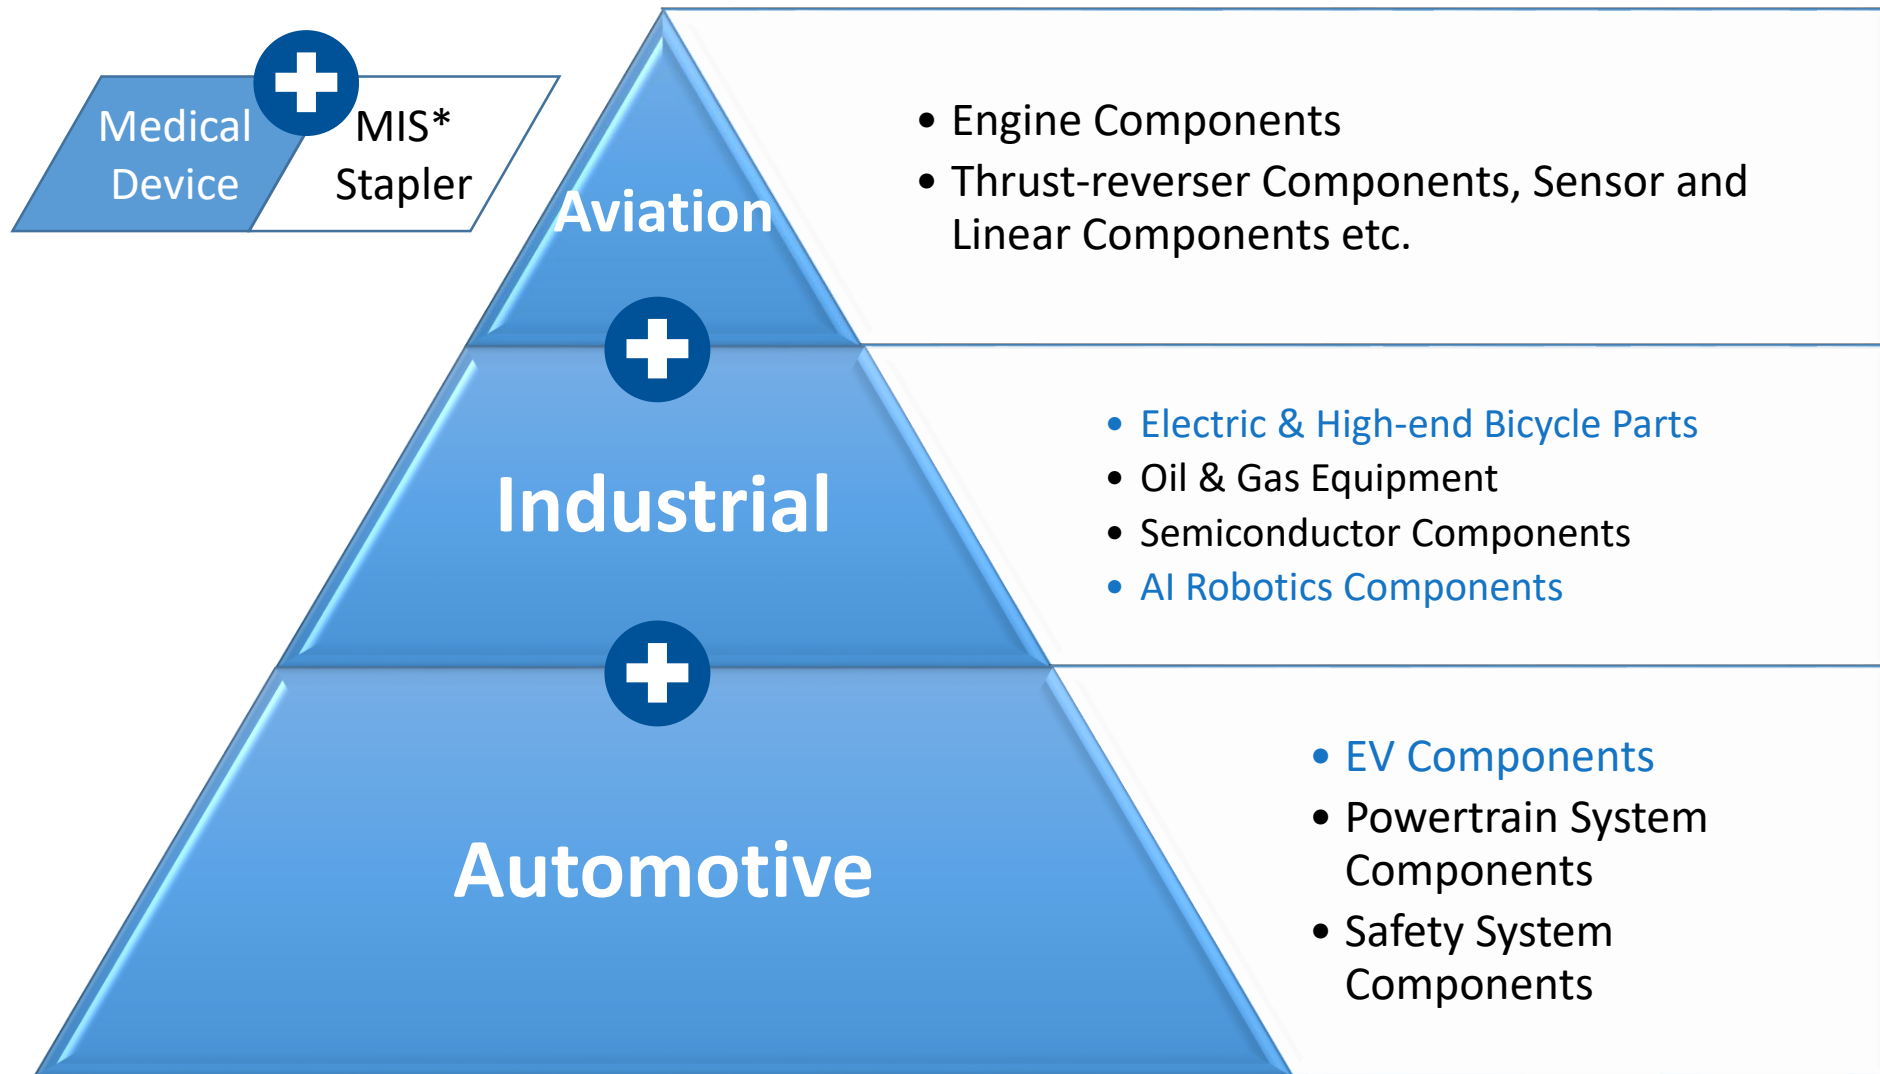 Medical
Device
MIS*
Stapler
Aviation
• Engine Components
• Thrust-reverser Components, Sensor and
Linear Components etc.
Industrial
• Electric & High-end Bicycle Parts
• Oil & Gas Equipment
• Semiconductor Components
• AI Robotics Components
Automotive
• EV Components
• Powertrain System
Components
• Safety System
Components